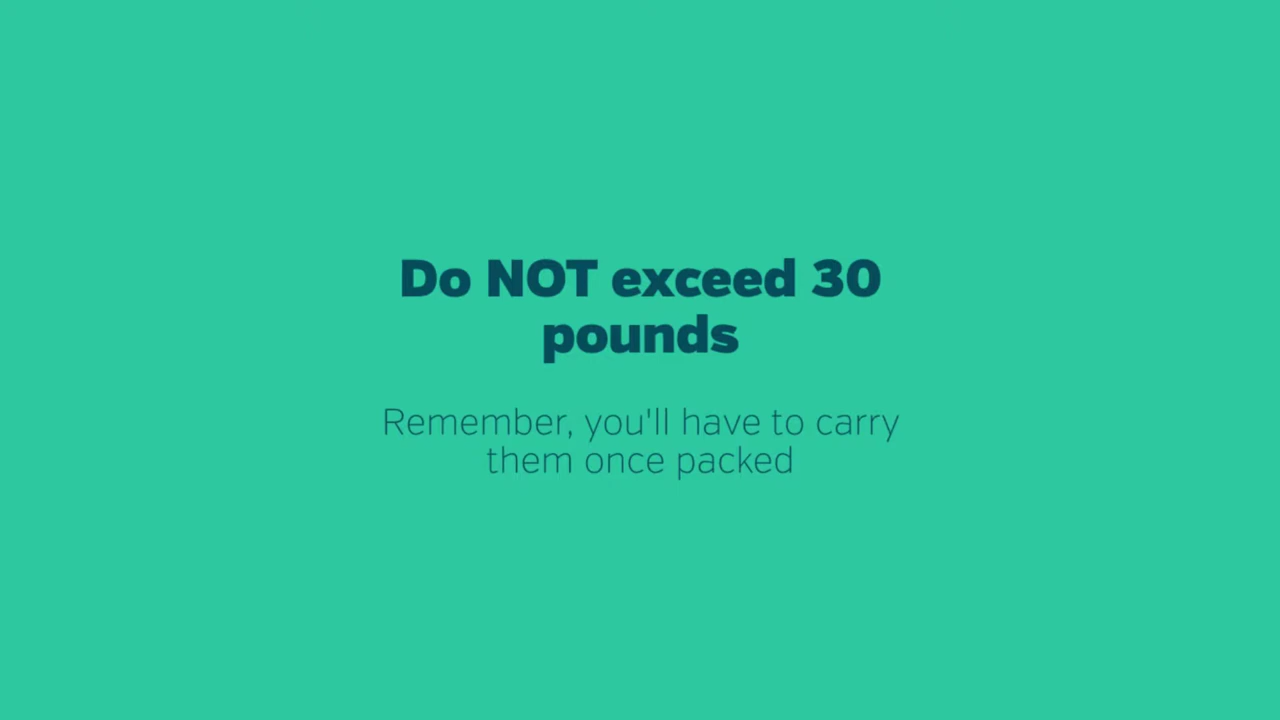 Do NOT exceed 30
pounds
Remember, you'll have to carry
them once packed